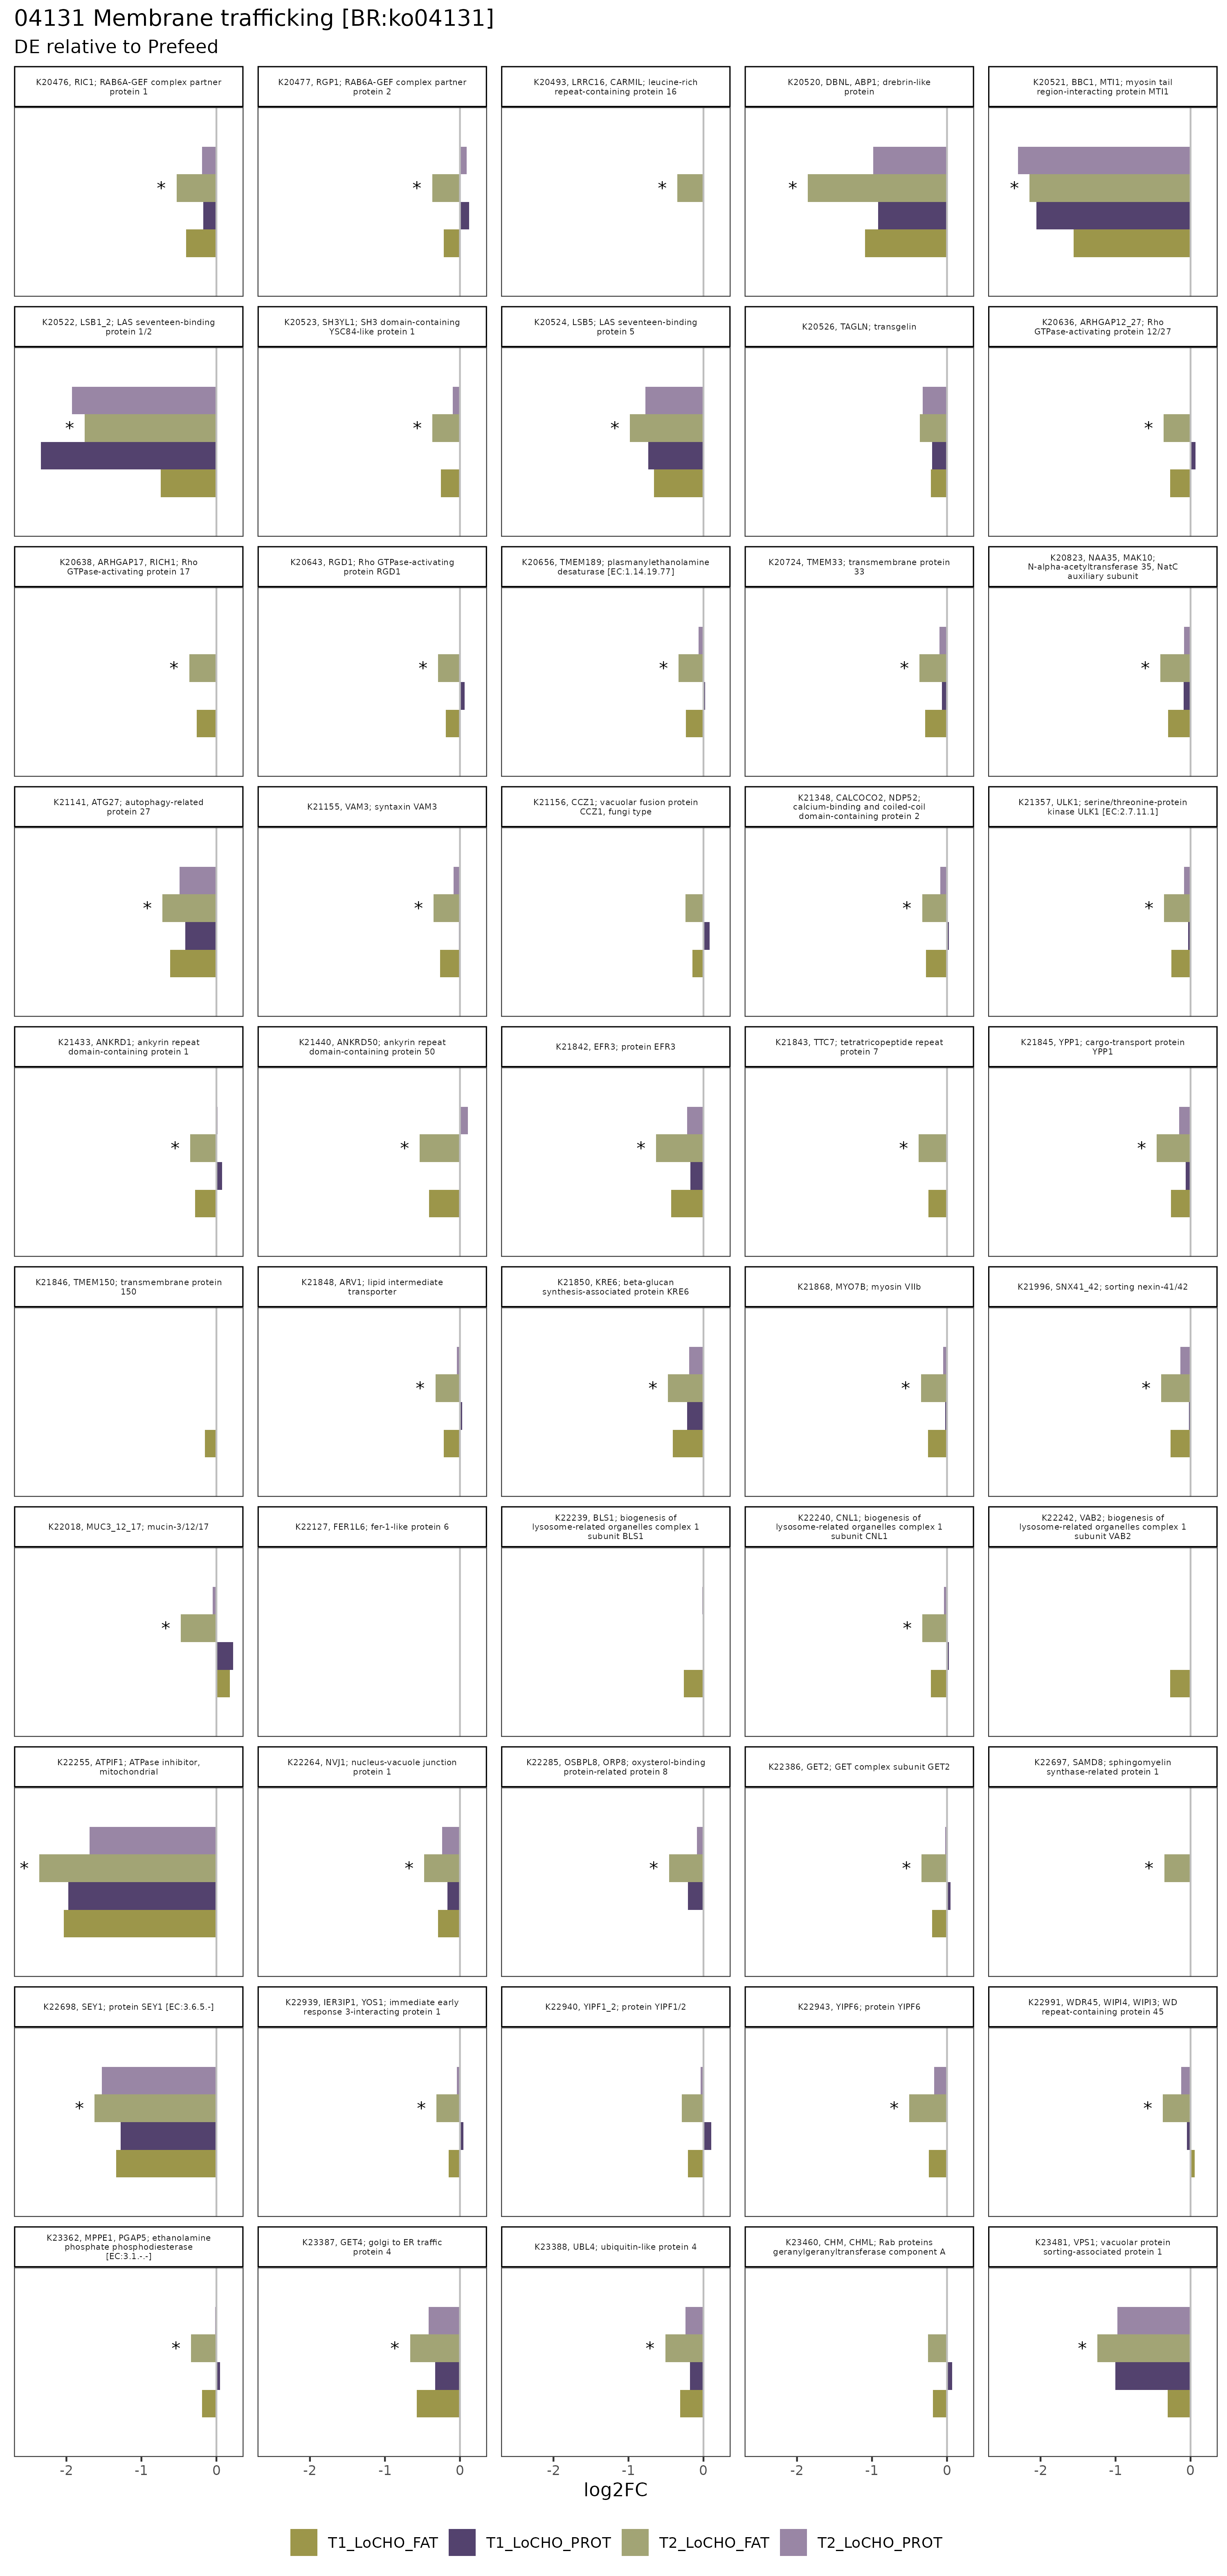 04131 Membrane trafficking [BR:ko04131]
DE relative to Prefeed
K20476, RIC1; RAB6A-GEF complex partner
protein 1
K20477, RGP1; RAB6A-GEF complex partner
protein 2
K20493, LRRC16, CARMIL; leucine-rich
repeat-containing protein 16
K20520, DBNL, ABP1; drebrin-like
protein
K20521, BBC1, MTI1; myosin tail
region-interacting protein MTI1
*
*
*
*
*
K20522, LSB1_2; LAS seventeen-binding
protein 1/2
K20523, SH3YL1; SH3 domain-containing
YSC84-like protein 1
K20524, LSB5; LAS seventeen-binding
protein 5
K20526, TAGLN; transgelin
K20636, ARHGAP12_27; Rho
GTPase-activating protein 12/27
*
*
*
*
K20638, ARHGAP17, RICH1; Rho
GTPase-activating protein 17
K20643, RGD1; Rho GTPase-activating
protein RGD1
K20656, TMEM189; plasmanylethanolamine
desaturase [EC:1.14.19.77]
K20724, TMEM33; transmembrane protein
33
K20823, NAA35, MAK10;
N-alpha-acetyltransferase 35, NatC
auxiliary subunit
*
*
*
*
*
K21141, ATG27; autophagy-related
protein 27
K21155, VAM3; syntaxin VAM3
K21156, CCZ1; vacuolar fusion protein
CCZ1, fungi type
K21348, CALCOCO2, NDP52;
calcium-binding and coiled-coil
domain-containing protein 2
K21357, ULK1; serine/threonine-protein
kinase ULK1 [EC:2.7.11.1]
*
*
*
*
K21433, ANKRD1; ankyrin repeat
domain-containing protein 1
K21440, ANKRD50; ankyrin repeat
domain-containing protein 50
K21842, EFR3; protein EFR3
K21843, TTC7; tetratricopeptide repeat
protein 7
K21845, YPP1; cargo-transport protein
YPP1
*
*
*
*
*
K21846, TMEM150; transmembrane protein
150
K21848, ARV1; lipid intermediate
transporter
K21850, KRE6; beta-glucan
synthesis-associated protein KRE6
K21868, MYO7B; myosin VIIb
K21996, SNX41_42; sorting nexin-41/42
*
*
*
*
K22018, MUC3_12_17; mucin-3/12/17
K22127, FER1L6; fer-1-like protein 6
K22239, BLS1; biogenesis of
lysosome-related organelles complex 1
subunit BLS1
K22240, CNL1; biogenesis of
lysosome-related organelles complex 1
subunit CNL1
K22242, VAB2; biogenesis of
lysosome-related organelles complex 1
subunit VAB2
*
*
K22255, ATPIF1; ATPase inhibitor,
mitochondrial
K22264, NVJ1; nucleus-vacuole junction
protein 1
K22285, OSBPL8, ORP8; oxysterol-binding
protein-related protein 8
K22386, GET2; GET complex subunit GET2
K22697, SAMD8; sphingomyelin
synthase-related protein 1
*
*
*
*
*
K22698, SEY1; protein SEY1 [EC:3.6.5.-]
K22939, IER3IP1, YOS1; immediate early
response 3-interacting protein 1
K22940, YIPF1_2; protein YIPF1/2
K22943, YIPF6; protein YIPF6
K22991, WDR45, WIPI4, WIPI3; WD
repeat-containing protein 45
*
*
*
*
K23362, MPPE1, PGAP5; ethanolamine
phosphate phosphodiesterase
[EC:3.1.-.-]
K23387, GET4; golgi to ER traffic
protein 4
K23388, UBL4; ubiquitin-like protein 4
K23460, CHM, CHML; Rab proteins
geranylgeranyltransferase component A
K23481, VPS1; vacuolar protein
sorting-associated protein 1
*
*
*
*
-2 -1 0 -2 -1 0 -2 -1 0 -2 -1 0 -2 -1 0
log2FC
T1_LoCHO_FAT T1_LoCHO_PROT T2_LoCHO_FAT T2_LoCHO_PROT